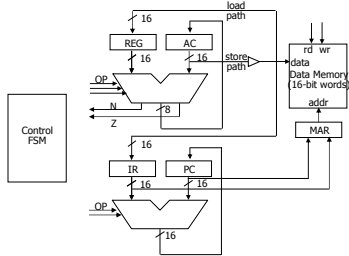 load
path
16
16
REG
AC
rd wr
16
16
store
path
data
Data Memory
(16-bit words)
OP
addr
N
8
Z
MAR
Control
FSM
16
IR
PC
16
16
OP
16